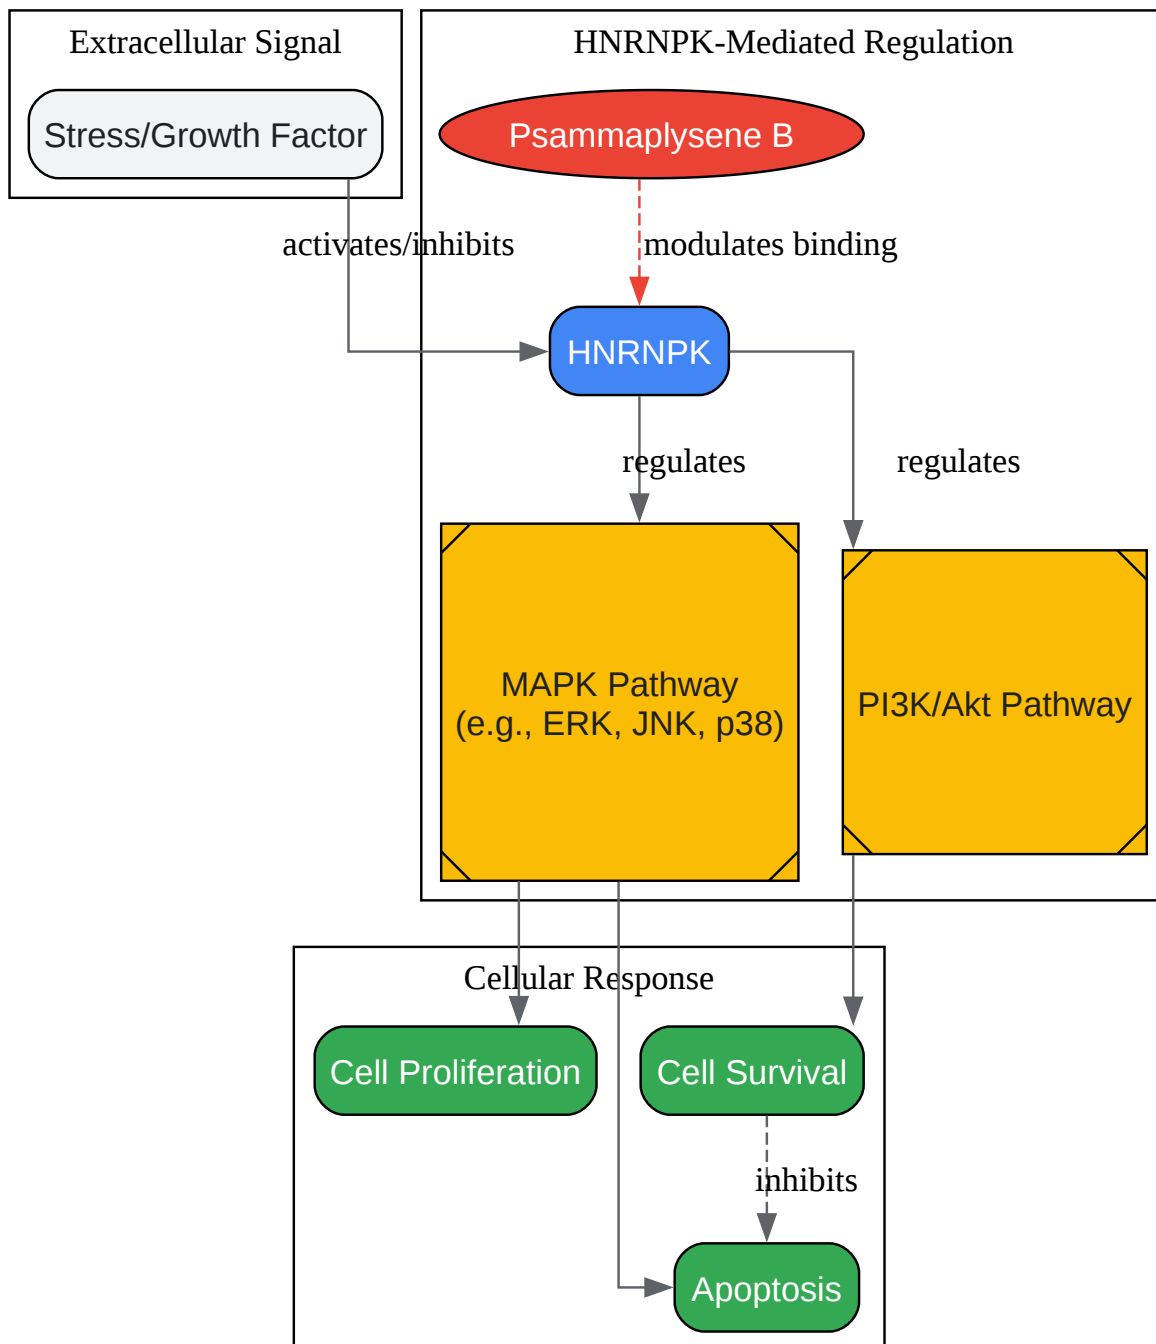 Extracellular Signal
HNRNPK-Mediated Regulation
Stress/Growth Factor
Psammaplysene B
activates/inhibits
modulates binding
HNRNPK
regulates
regulates
MAPK Pathway
(e.g., ERK, JNK, p38)
PI3K/Akt Pathway
Cellular Response
Cell Proliferation
Cell Survival
inhibits
Apoptosis